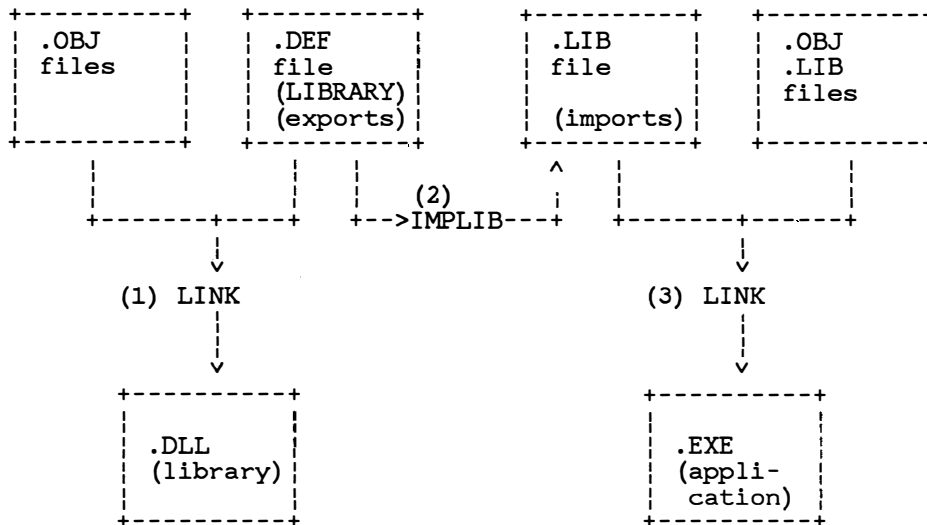 .OBJ
files
.DEF
file
(LIBRARY)
(exports)
.LIB
file
(imports)
.OBJ
.LIB
files
(2)
IMPLIB
(1) LINK
(3) LINK
.DLL
(library)
.EXE
(appli-
cation)